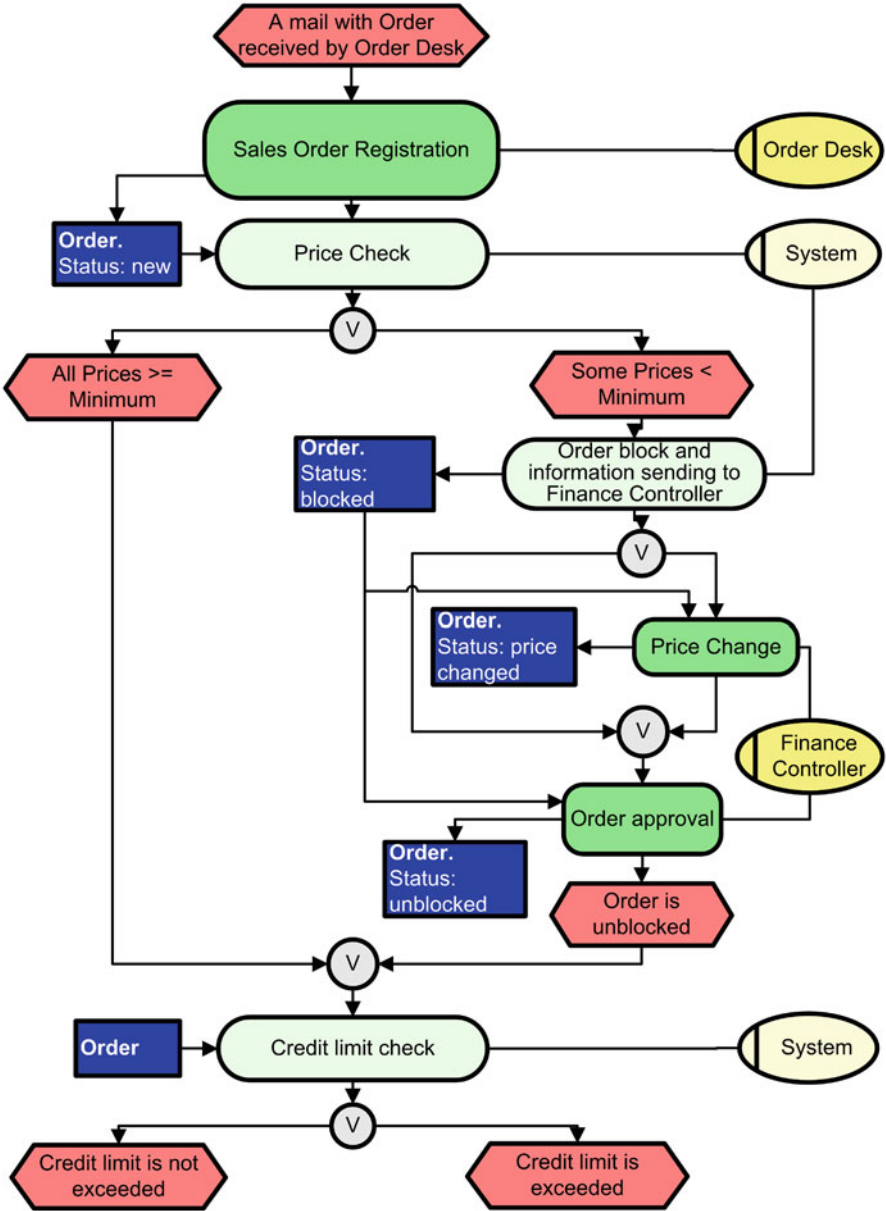 A mail with Order
received by Order Desk
Sales Order Registration
Order Desk
Order.
Status: new
Price Check
System
V
All Prices >=
Minimum
Some Prices <
Minimum
Order.
Status:
blocked
Order block and
information sending to
Finance Controller
V
Order.
Status: price
changed
Price Change
V
Finance
Controller
Order approval
Order.
Status:
unblocked
Order is
unblocked
V
Order
Credit limit check
System
V
Credit limit is not
exceeded
Credit limit is
exceeded